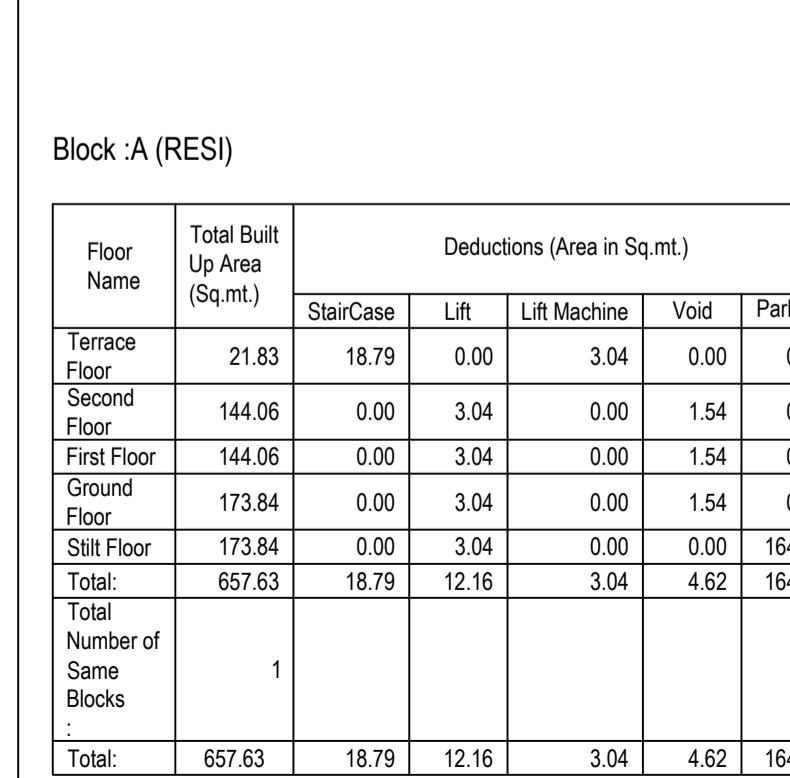 Block :A (RESI)
Floor Name Total Built Up Area (Sq.mt.) Deductions (Area in Sq.mt.)
StairCase Lift Lift Machine Void
Terrace Floor 21.83 18.79 0.00 3.04 0.00
Second Floor 144.06 0.00 3.04 0.00 1.54
First Floor 144.06 0.00 3.04 0.00 1.54
Ground Floor 173.84 0.00 3.04 0.00 1.54
Stilt Floor 173.84 0.00 3.04 0.00 0.00
Total: 657.63 18.79 12.16 3.04 4.62
Total Number of Same Blocks : 1
Total: 657.63 18.79 12.16 3.04 4.62